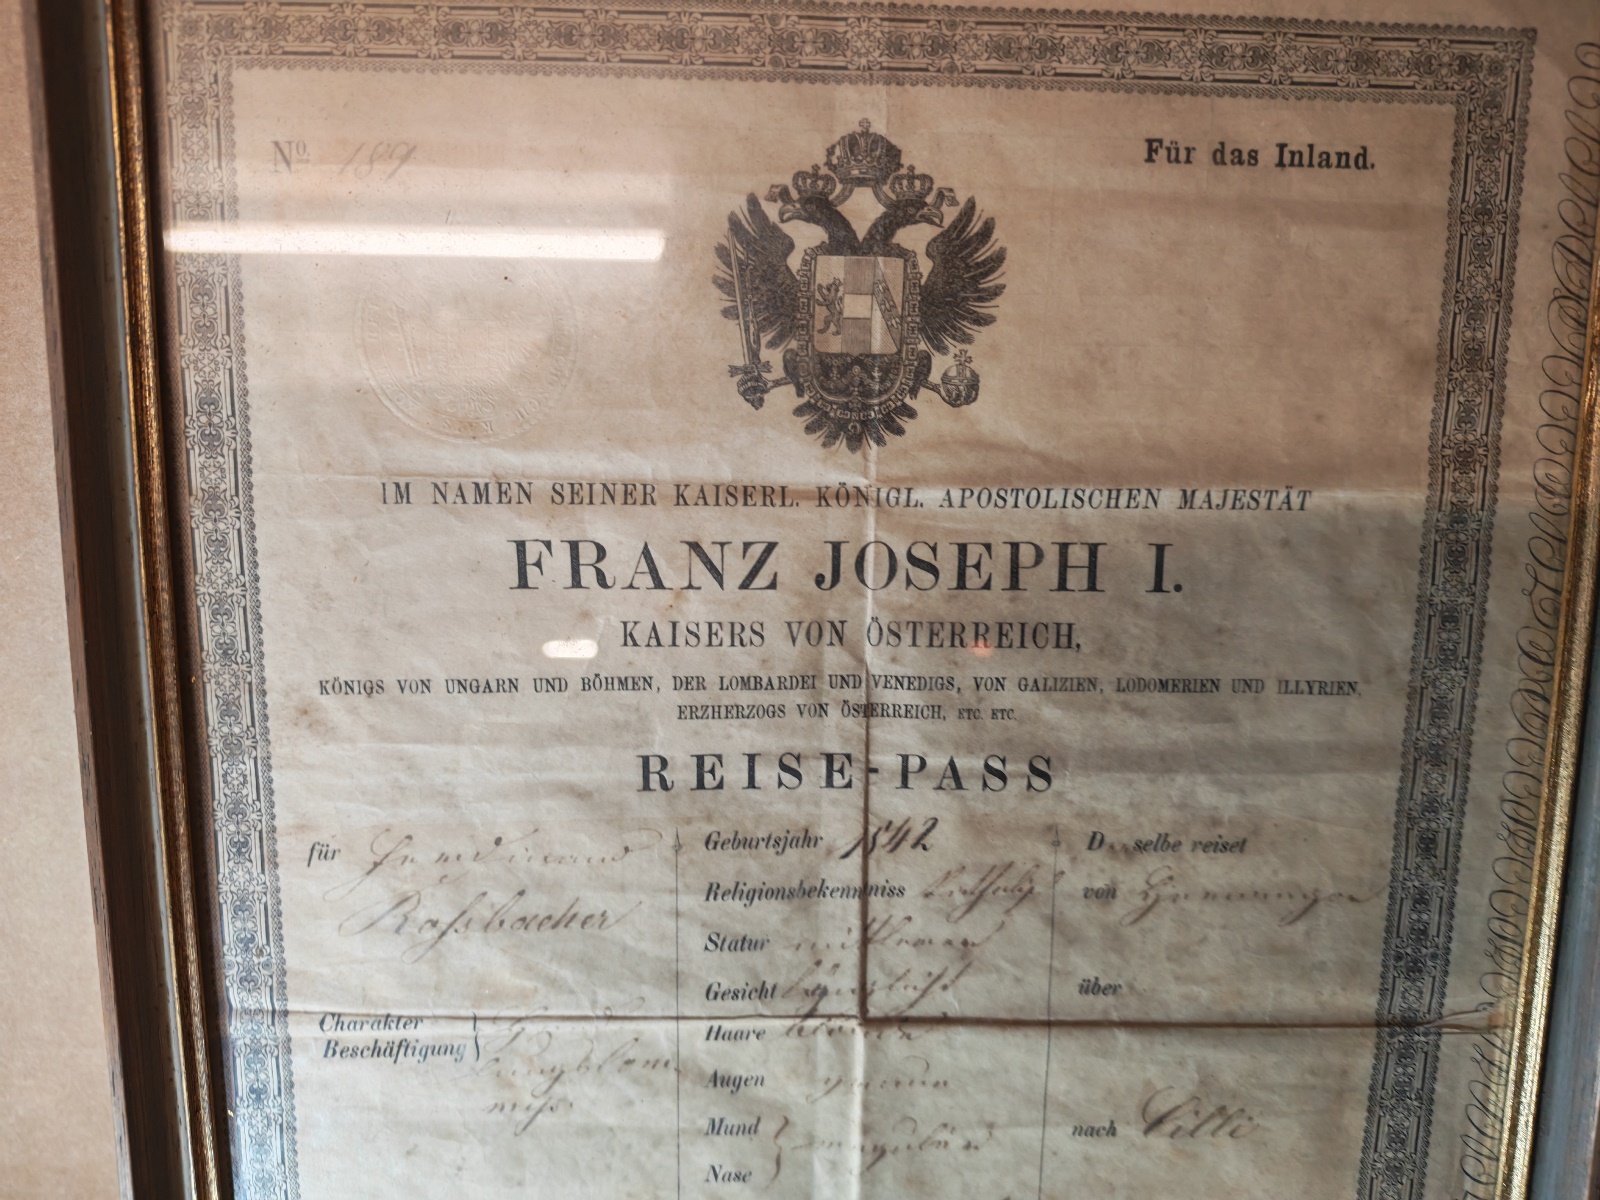 Nº 189
Für das Inland.
IM NAMEN SEINER KAISERL. KÖNIGL. APOSTOLISCHEN MAJESTÄT
FRANZ JOSEPH I.
KAISERS VON ÖSTERREICH,
KÖNIGS VON UNGARN UND BÖHMEN, DER LOMBARDEI UND VENEDIGS, VON GALIZIEN, LODOMERIEN UND ILLYRIEN,
ERZHERZOGS VON ÖSTERREICH, ETC. ETC.
REISE-PASS
für Ferdinand
Rossbacher
Charakter
Beschäftigung
Geburtsjahr 1842
Religionsbekenntniss
Statur
Gesicht
Haare
Augen
Mund
Nase
D selbe reiset
von
über
nach Cilli